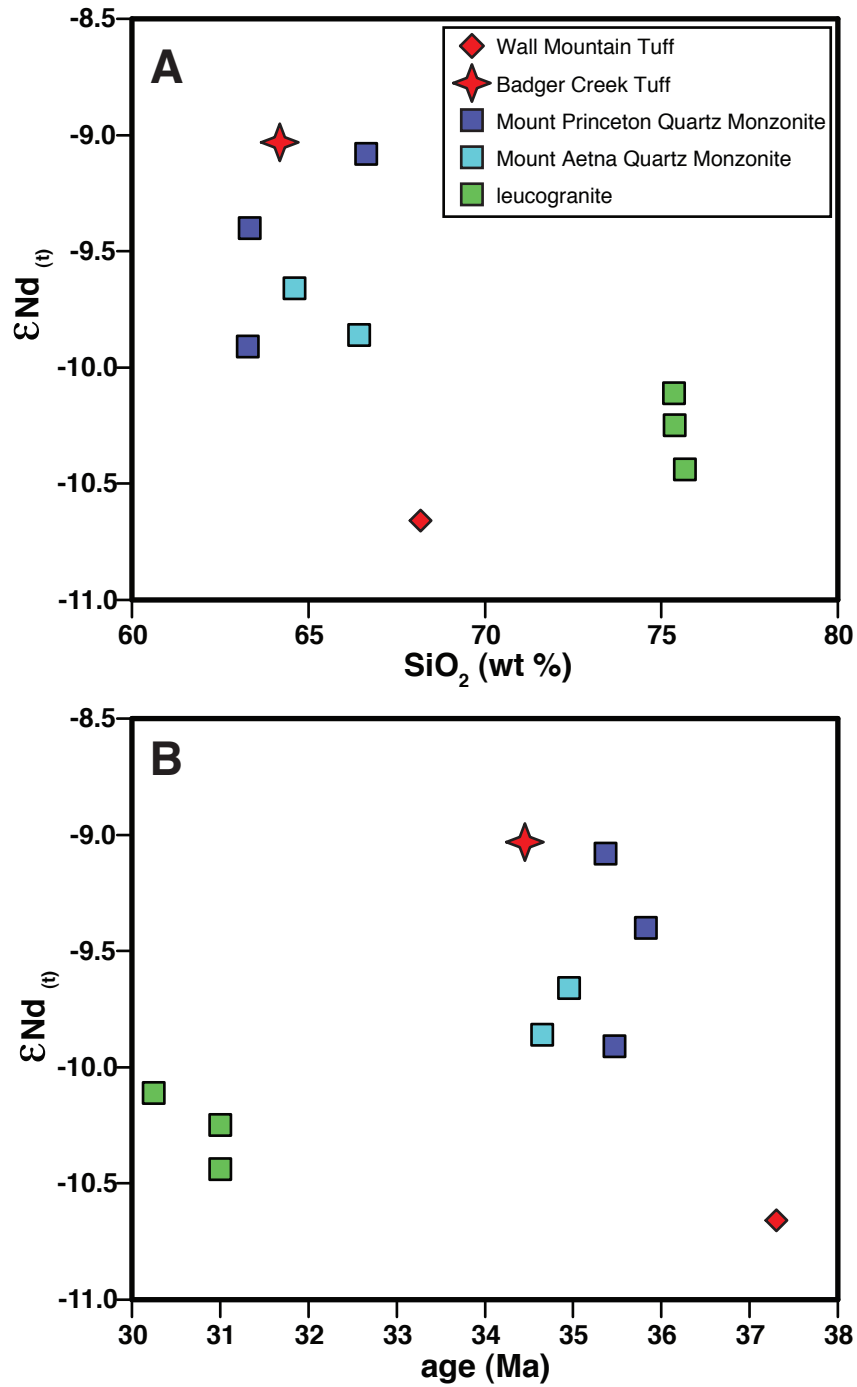 A
Wall Mountain Tuff
Badger Creek Tuff
Mount Princeton Quartz Monzonite
Mount Aetna Quartz Monzonite
leucogranite
-8.5
-9.0
-9.5
-10.0
-10.5
-11.0
εNd (t)
60 65 70 75 80
SiO2 (wt %)
B
-8.5
-9.0
-9.5
-10.0
-10.5
-11.0
εNd (t)
30 31 32 33 34 35 36 37 38
age (Ma)